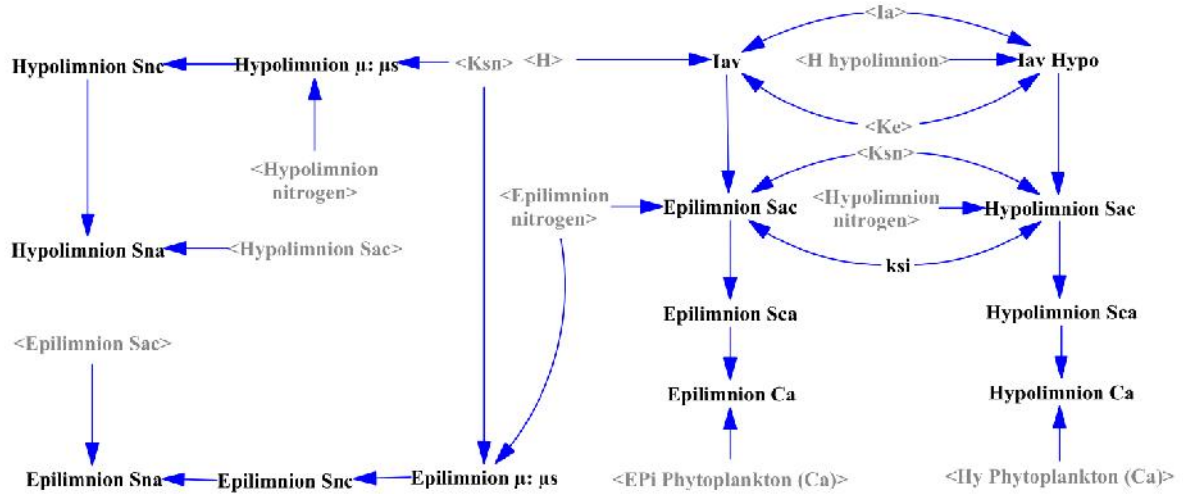 <Ia>
Hypolimnion Snc
Hypolimnion µ: µs
<Ksn>
<H>
Iav
<H hypolimnion>
Iav Hypo
<Ke>
<Ksn>
<Hypolimnion
nitrogen>
<Epilimnion
nitrogen>
Epilimnion Sac
<Hypolimnion
nitrogen>
Hypolimnion Sac
Hypolimnion Sna
<Hypolimnion Sac>
ksi
Epilimnion Sca
Hypolimnion Sca
<Epilimnion Sac>
Epilimnion Ca
Hypolimnion Ca
Epilimnion Sna
Epilimnion Snc
Epilimnion µ: µs
<EPi Phytoplankton (Ca)>
<Hy Phytoplankton (Ca)>